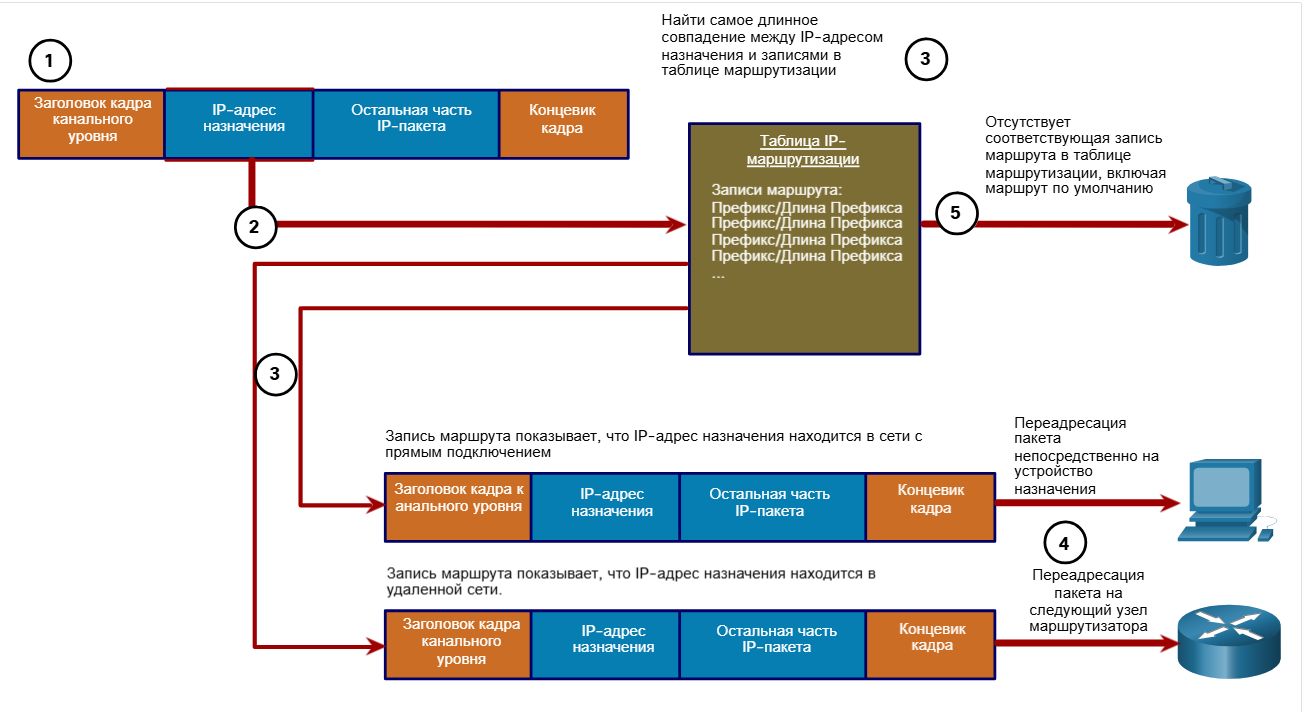 Найти самое длинное
совпадение между IP-адресом
назначения и записями в
таблице маршрутизации
3
1
Заголовок кадра
канального
уровня
IP-адрес
назначения
Остальная часть
IP-пакета
Концевик
кадра
2
Таблица IP-
маршрутизации
Записи маршрута:
Префикс/Длина Префикса
Префикс/Длина Префикса
Префикс/Длина Префикса
Префикс/Длина Префикса
...
Отсутствует
соответствующая запись
маршрута в таблице
маршрутизации, включая
маршрут по умолчанию
5
3
Запись маршрута показывает, что IP-адрес назначения находится в сети с
прямым подключением
Заголовок кадра к
анального уровня
IP-адрес
назначения
Остальная часть
IP-пакета
Концевик
кадра
Переадресация
пакета
непосредственно на
устройство
назначения
4
Запись маршрута показывает, что IP-адрес назначения находится в
удаленной сети.
Заголовок кадра
канального
уровня
IP-адрес
назначения
Остальная часть
IP-пакета
Концевик
кадра
Переадресация
пакета на
следующий узел
маршрутизатора